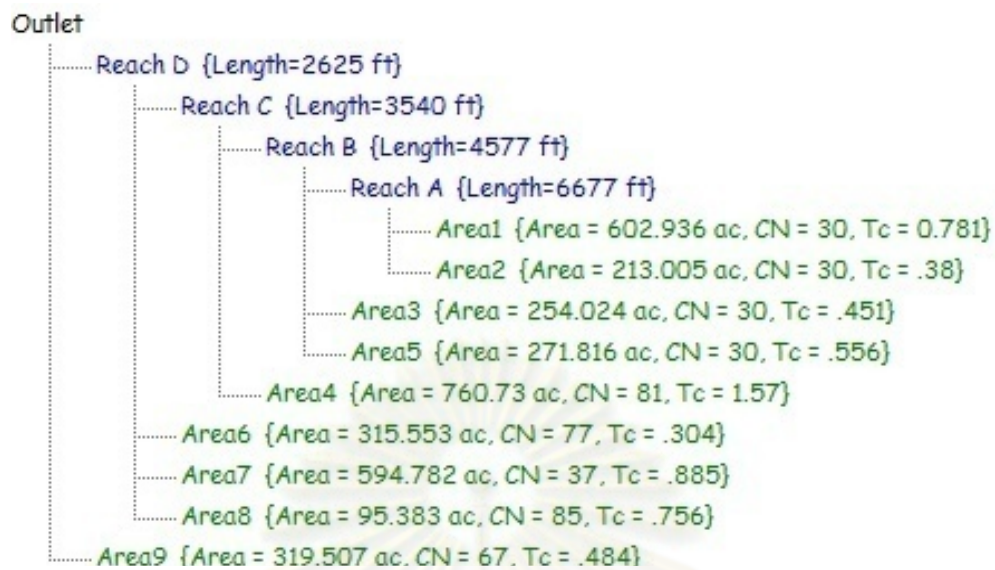 Outlet
Reach D {Length=2625 ft}
Reach C {Length=3540 ft}
Reach B {Length=4577 ft}
Reach A {Length=6677 ft}
Area1 {Area = 602.936 ac, CN = 30, Tc = 0.781}
Area2 {Area = 213.005 ac, CN = 30, Tc = .38}
Area3 {Area = 254.024 ac, CN = 30, Tc = .451}
Area5 {Area = 271.816 ac, CN = 30, Tc = .556}
Area4 {Area = 760.73 ac, CN = 81, Tc = 1.57}
Area6 {Area = 315.553 ac, CN = 77, Tc = .304}
Area7 {Area = 594.782 ac, CN = 37, Tc = .885}
Area8 {Area = 95.383 ac, CN = 85, Tc = .756}
Area9 {Area = 319.507 ac, CN = 67, Tc = .484}